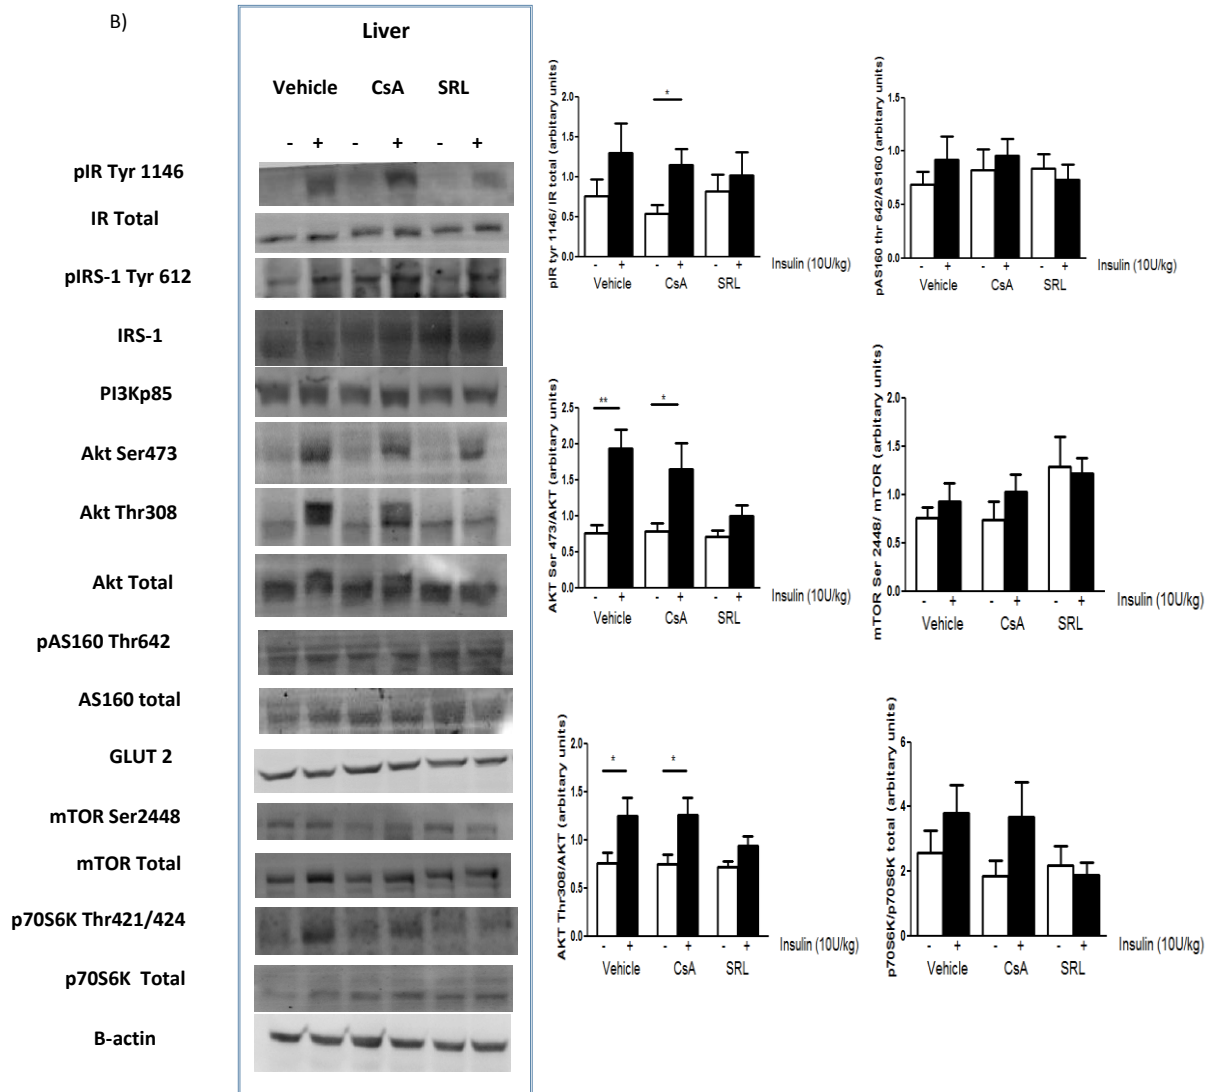 B)
Liver
Vehicle CsA SRL
- + - + - +
pIR Tyr 1146
IR Total
pIRS-1 Tyr 612
IRS-1
PI3Kp85
Akt Ser473
Akt Thr308
Akt Total
pAS160 Thr642
AS160 total
GLUT 2
mTOR Ser2448
mTOR Total
p70S6K Thr421/424
p70S6K Total
B-actin
pIR tyr 1146/ IR total (arbitary units)
2.0
1.5
1.0
0.5
0.0
*
- + - + - + Insulin (10U/kg)
Vehicle CsA SRL
pAS160 thr 642/AS160 (arbitary units)
1.5
1.0
0.5
0.0
- + - + - + Insulin (10U/kg)
Vehicle CsA SRL
AKT Ser 473/AKT (arbitary units)
2.5
2.0
1.5
1.0
0.5
0.0
** *
- + - + - + Insulin (10U/kg)
Vehicle CsA SRL
mTOR Ser 2448/ mTOR (arbitary units)
2.0
1.5
1.0
0.5
0.0
- + - + - + Insulin (10U/kg)
Vehicle CsA SRL
AKT Thr308/AKT (arbitary units)
2.0
1.5
1.0
0.5
0.0
* *
- + - + - + Insulin (10U/kg)
Vehicle CsA SRL
p70S6K/p70S6K total (arbitary units)
6
4
2
0
- + - + - + Insulin (10U/kg)
Vehicle CsA SRL